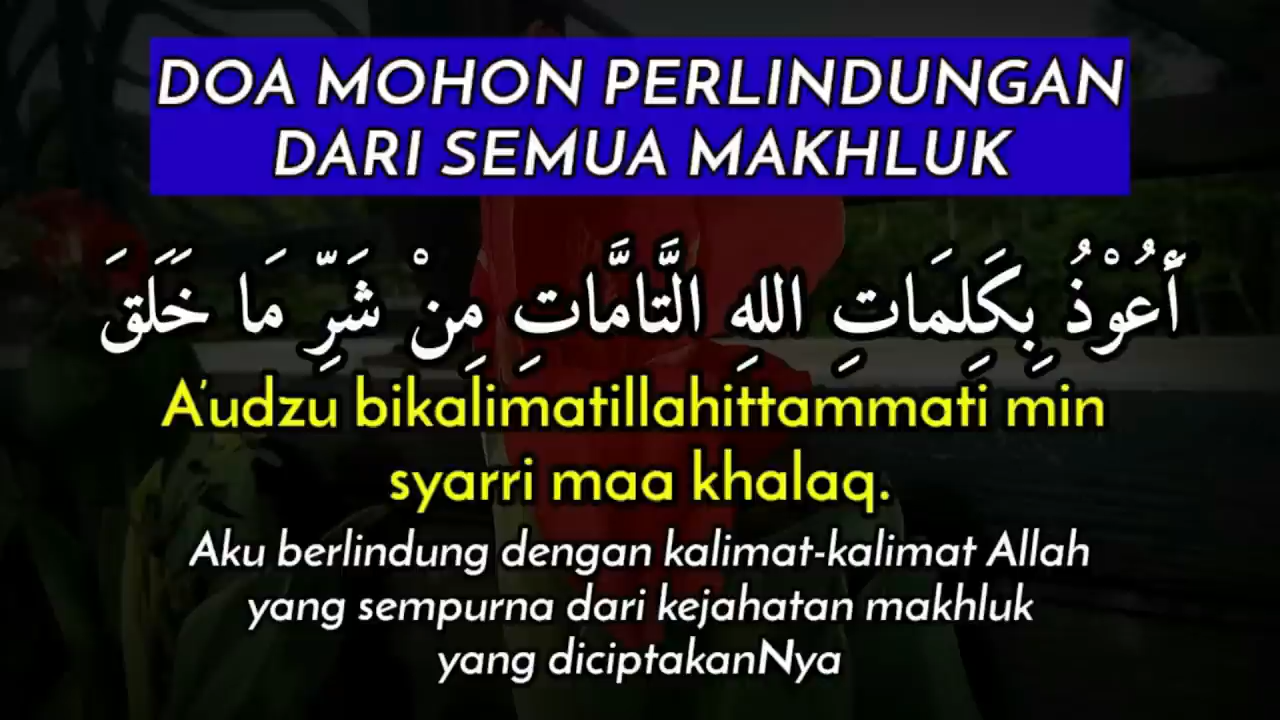 DOA MOHON PERLINDUNGAN
DARI SEMUA MAKHLUK
أَعُوْذُ بِكَلِمَاتِ اللهِ التَّامَّاتِ مِنْ شَرِّ مَا خَلَقَ
A'udzu bikalimatillahittammati min
syarri maa khalaq.
Aku berlindung dengan kalimat-kalimat Allah
yang sempurna dari kejahatan makhluk
yang diciptakanNya